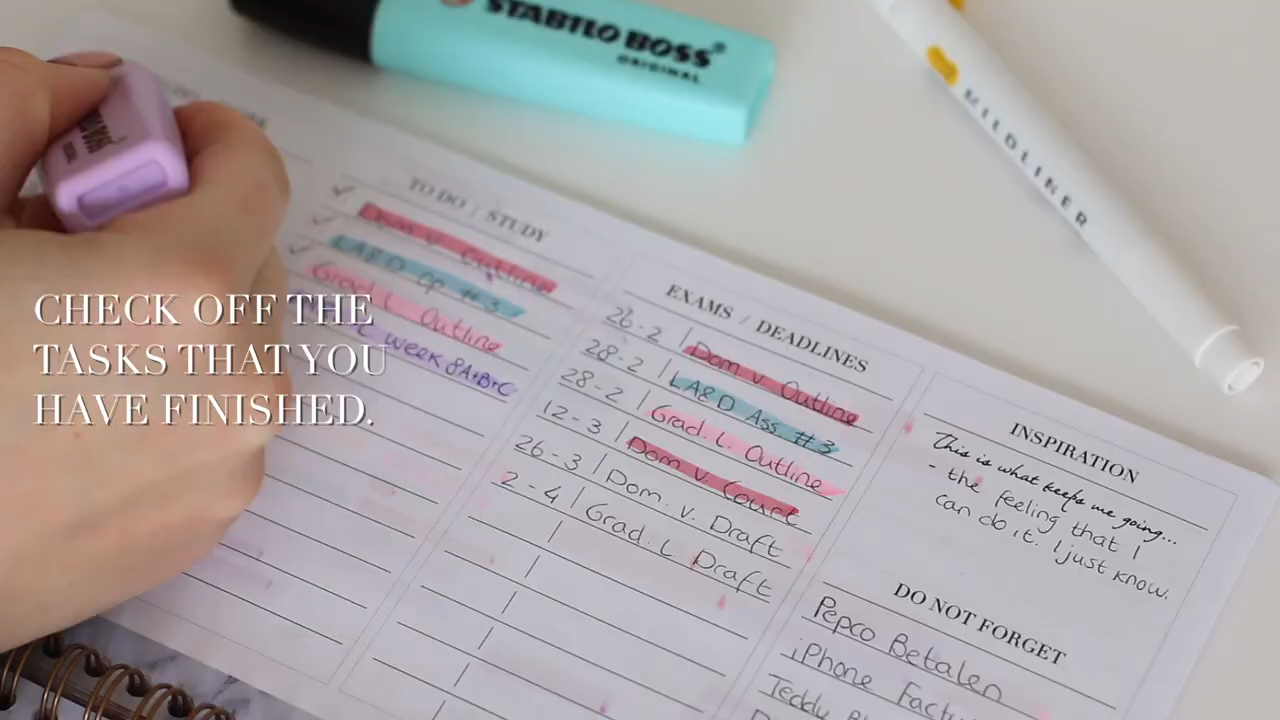 STABILO BOSS
ORIGINAL
MILDLINER
TO DO / STUDY
Dom v. Outline
LA&D Op #3
Grad. L. Outline
WEEK 8A+B+C
EXAMS / DEADLINES
26-2 | Dom v. Outline
28-2 | LA&D Ass. #3
28-2 | Grad. L. Outline
12-3 | Dom v. Court
26-3 | Dom. v. Draft
2-4 | Grad. L. Draft
INSPIRATION
This is what keeps me going...
- the feeling that I
can do it. I just know.
DO NOT FORGET
Pepco Betalen
iPhone
Teddy
CHECK OFF THE
TASKS THAT YOU
HAVE FINISHED.